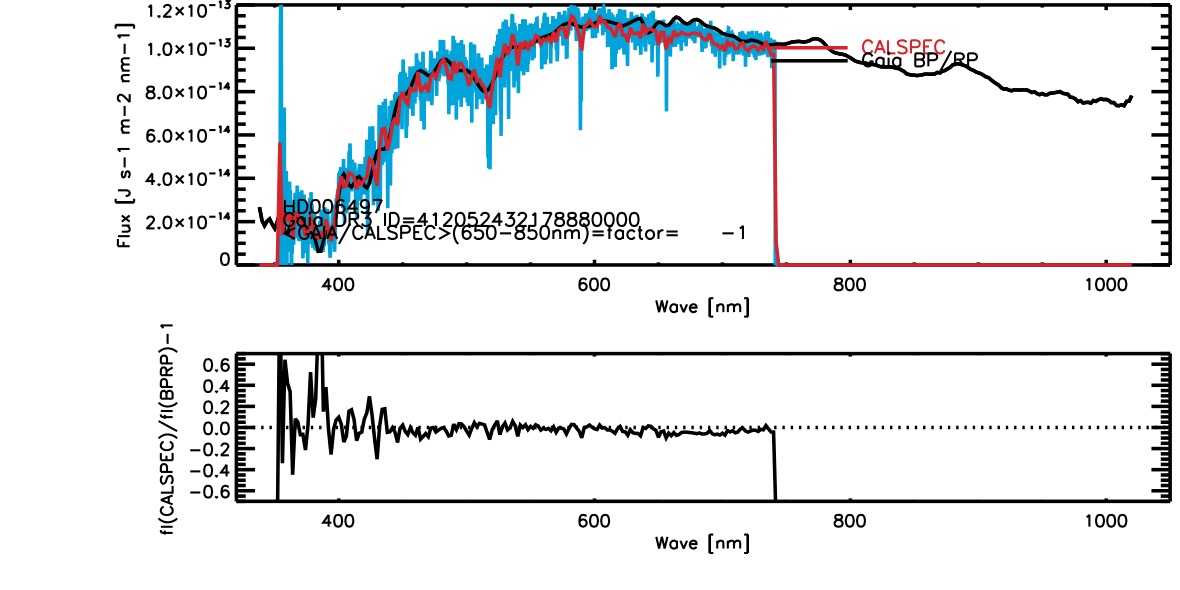 1.2×10−13
1.0×10−13
8.0×10−14
6.0×10−14
4.0×10−14
2.0×10−14
0
Flux [J s−1 m−2 nm−1]
CALSPEC
Gaia BP/RP
HD006497
Gaia DR3 ID=412052432178880000
<GAIA/CALSPEC>(650−850nm)=factor= −1
400 600 800 1000
Wave [nm]
fl(CALSPEC)/fl(BPRP)−1
0.6
0.4
0.2
0.0
−0.2
−0.4
−0.6
400 600 800 1000
Wave [nm]